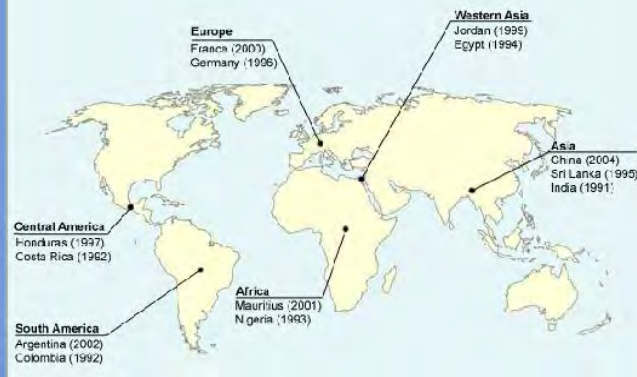 Western Asia
Jordan (1999)
Egypt (1994)
Europe
France (2000)
Germany (1996)
Asia
China (2004)
Sri Lanka (1995)
India (1991)
Central America
Honduras (1997)
Costa Rica (1992)
Africa
Mauritius (2001)
Nigeria (1993)
South America
Argentina (2002)
Colombia (1992)